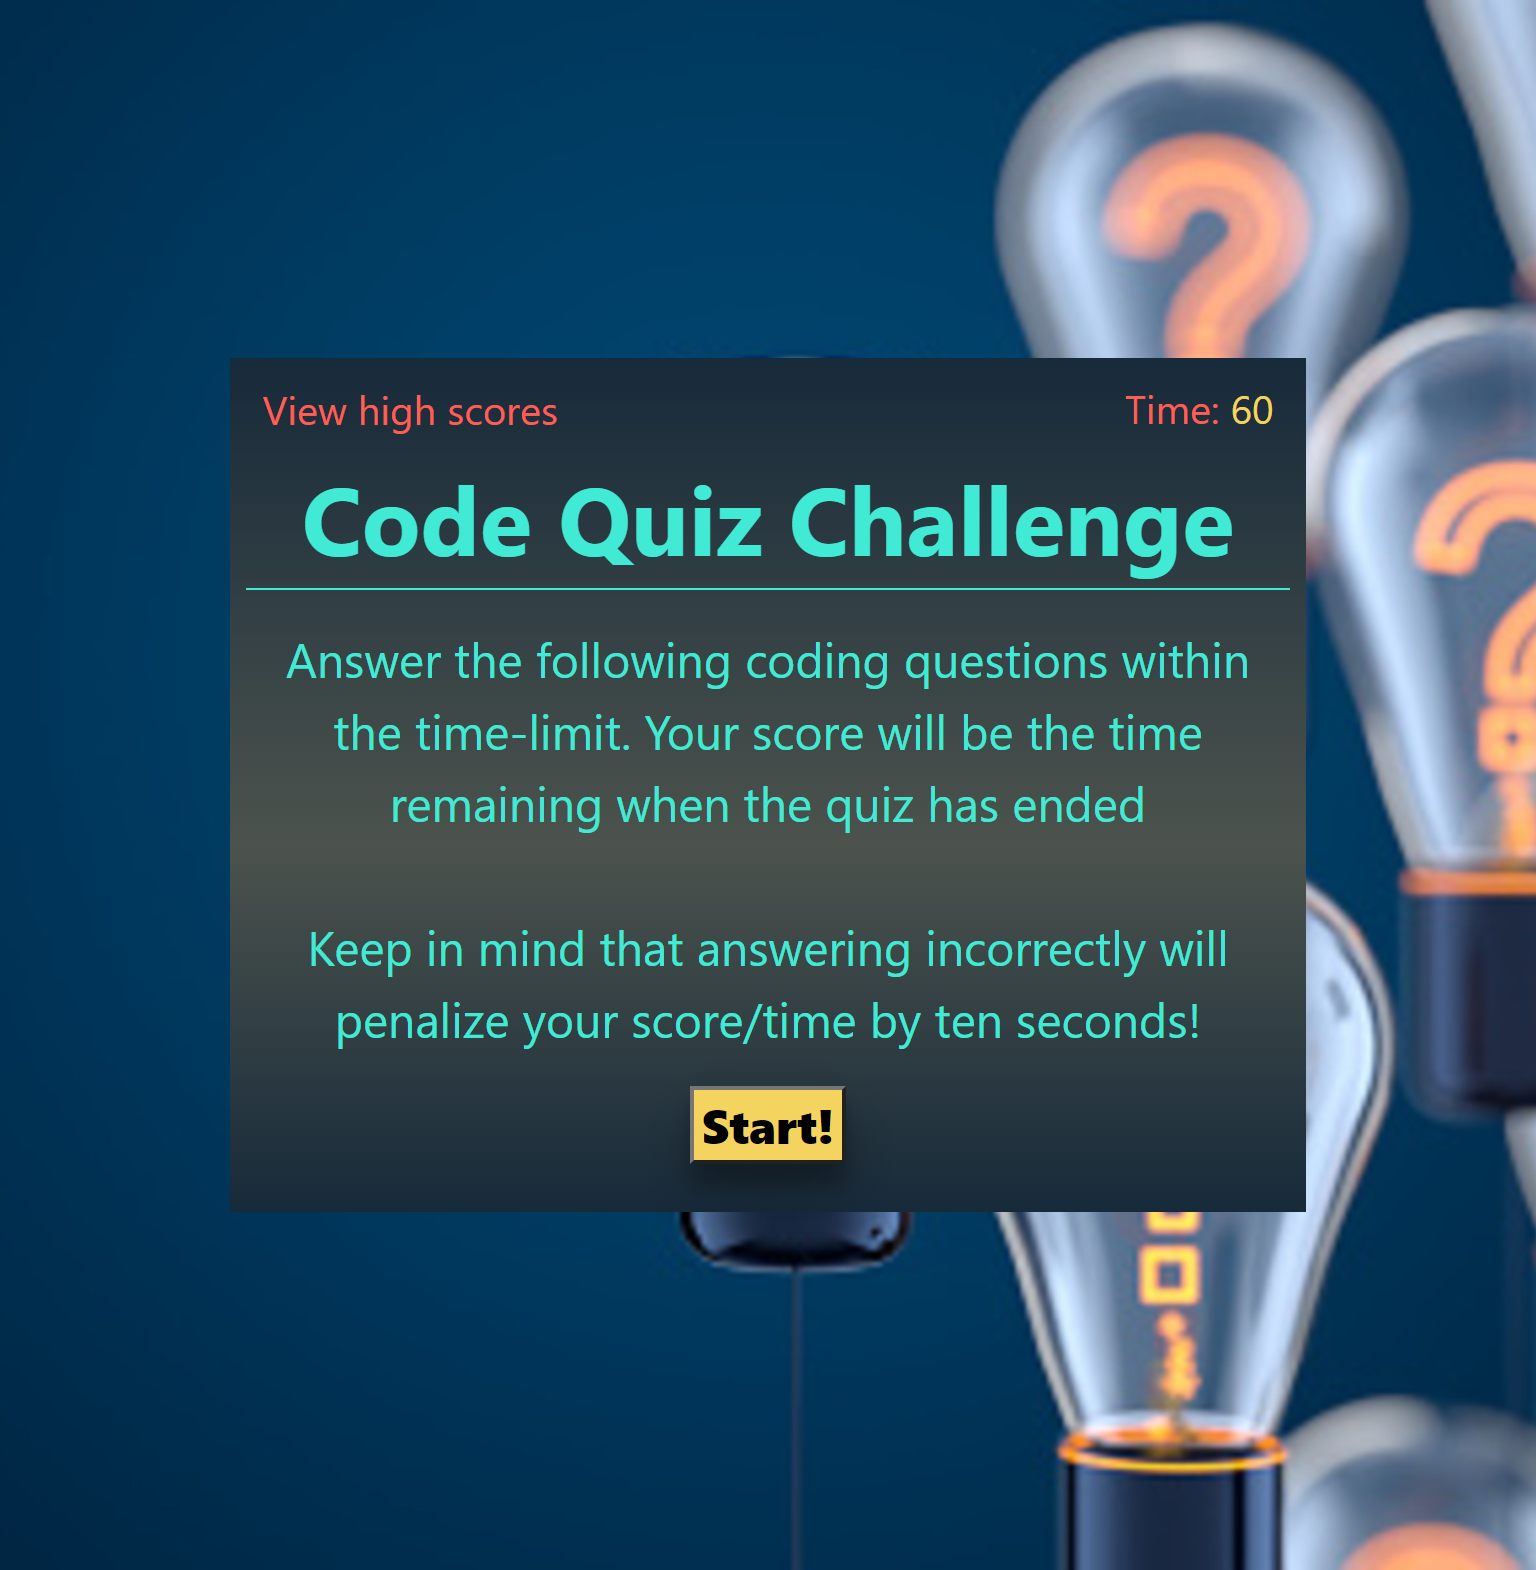 View high scores
Time: 60
Code Quiz Challenge
Answer the following coding questions within
the time-limit. Your score will be the time
remaining when the quiz has ended
Keep in mind that answering incorrectly will
penalize your score/time by ten seconds!
Start!